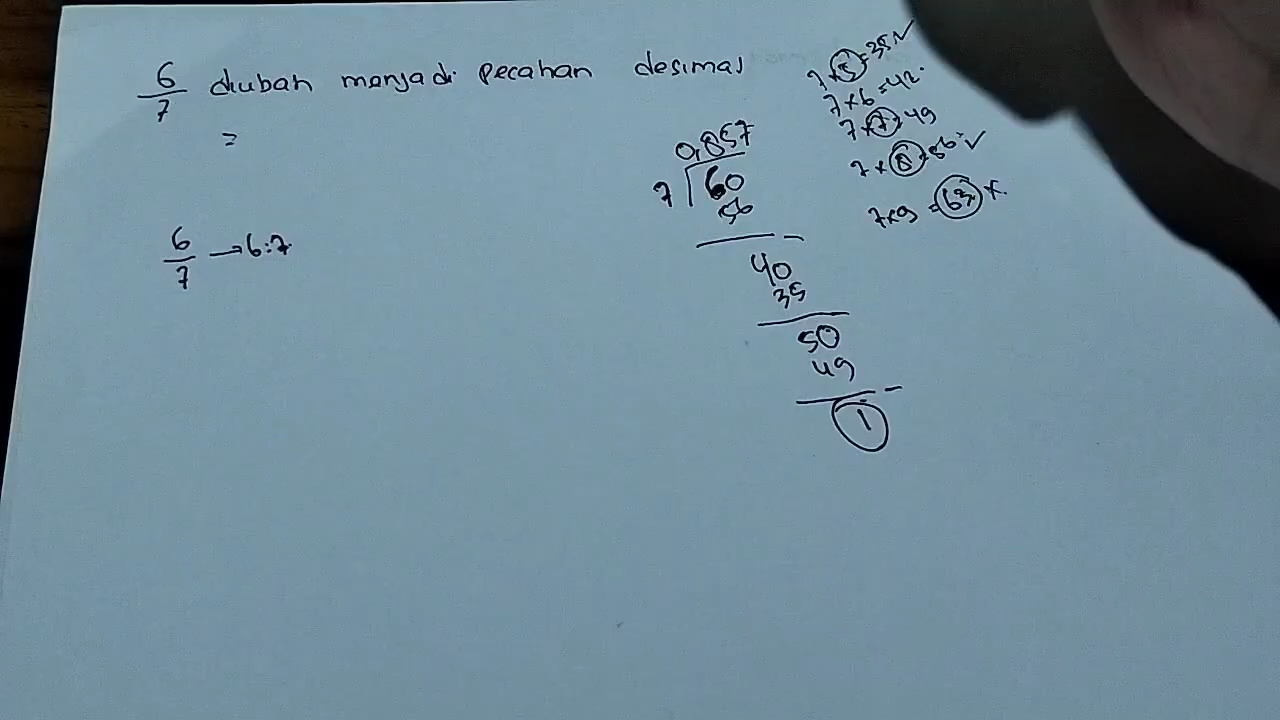 6/7 diubah menjadi pecahan desimal
=
6/7 → 6:7
0,857
7 60
56
40
35
50
49
1
7 x 5 = 35 ✓
7 x 6 = 42
7 x 7 = 49
7 x 8 = 56 ✓
7 x 9 = 63 x